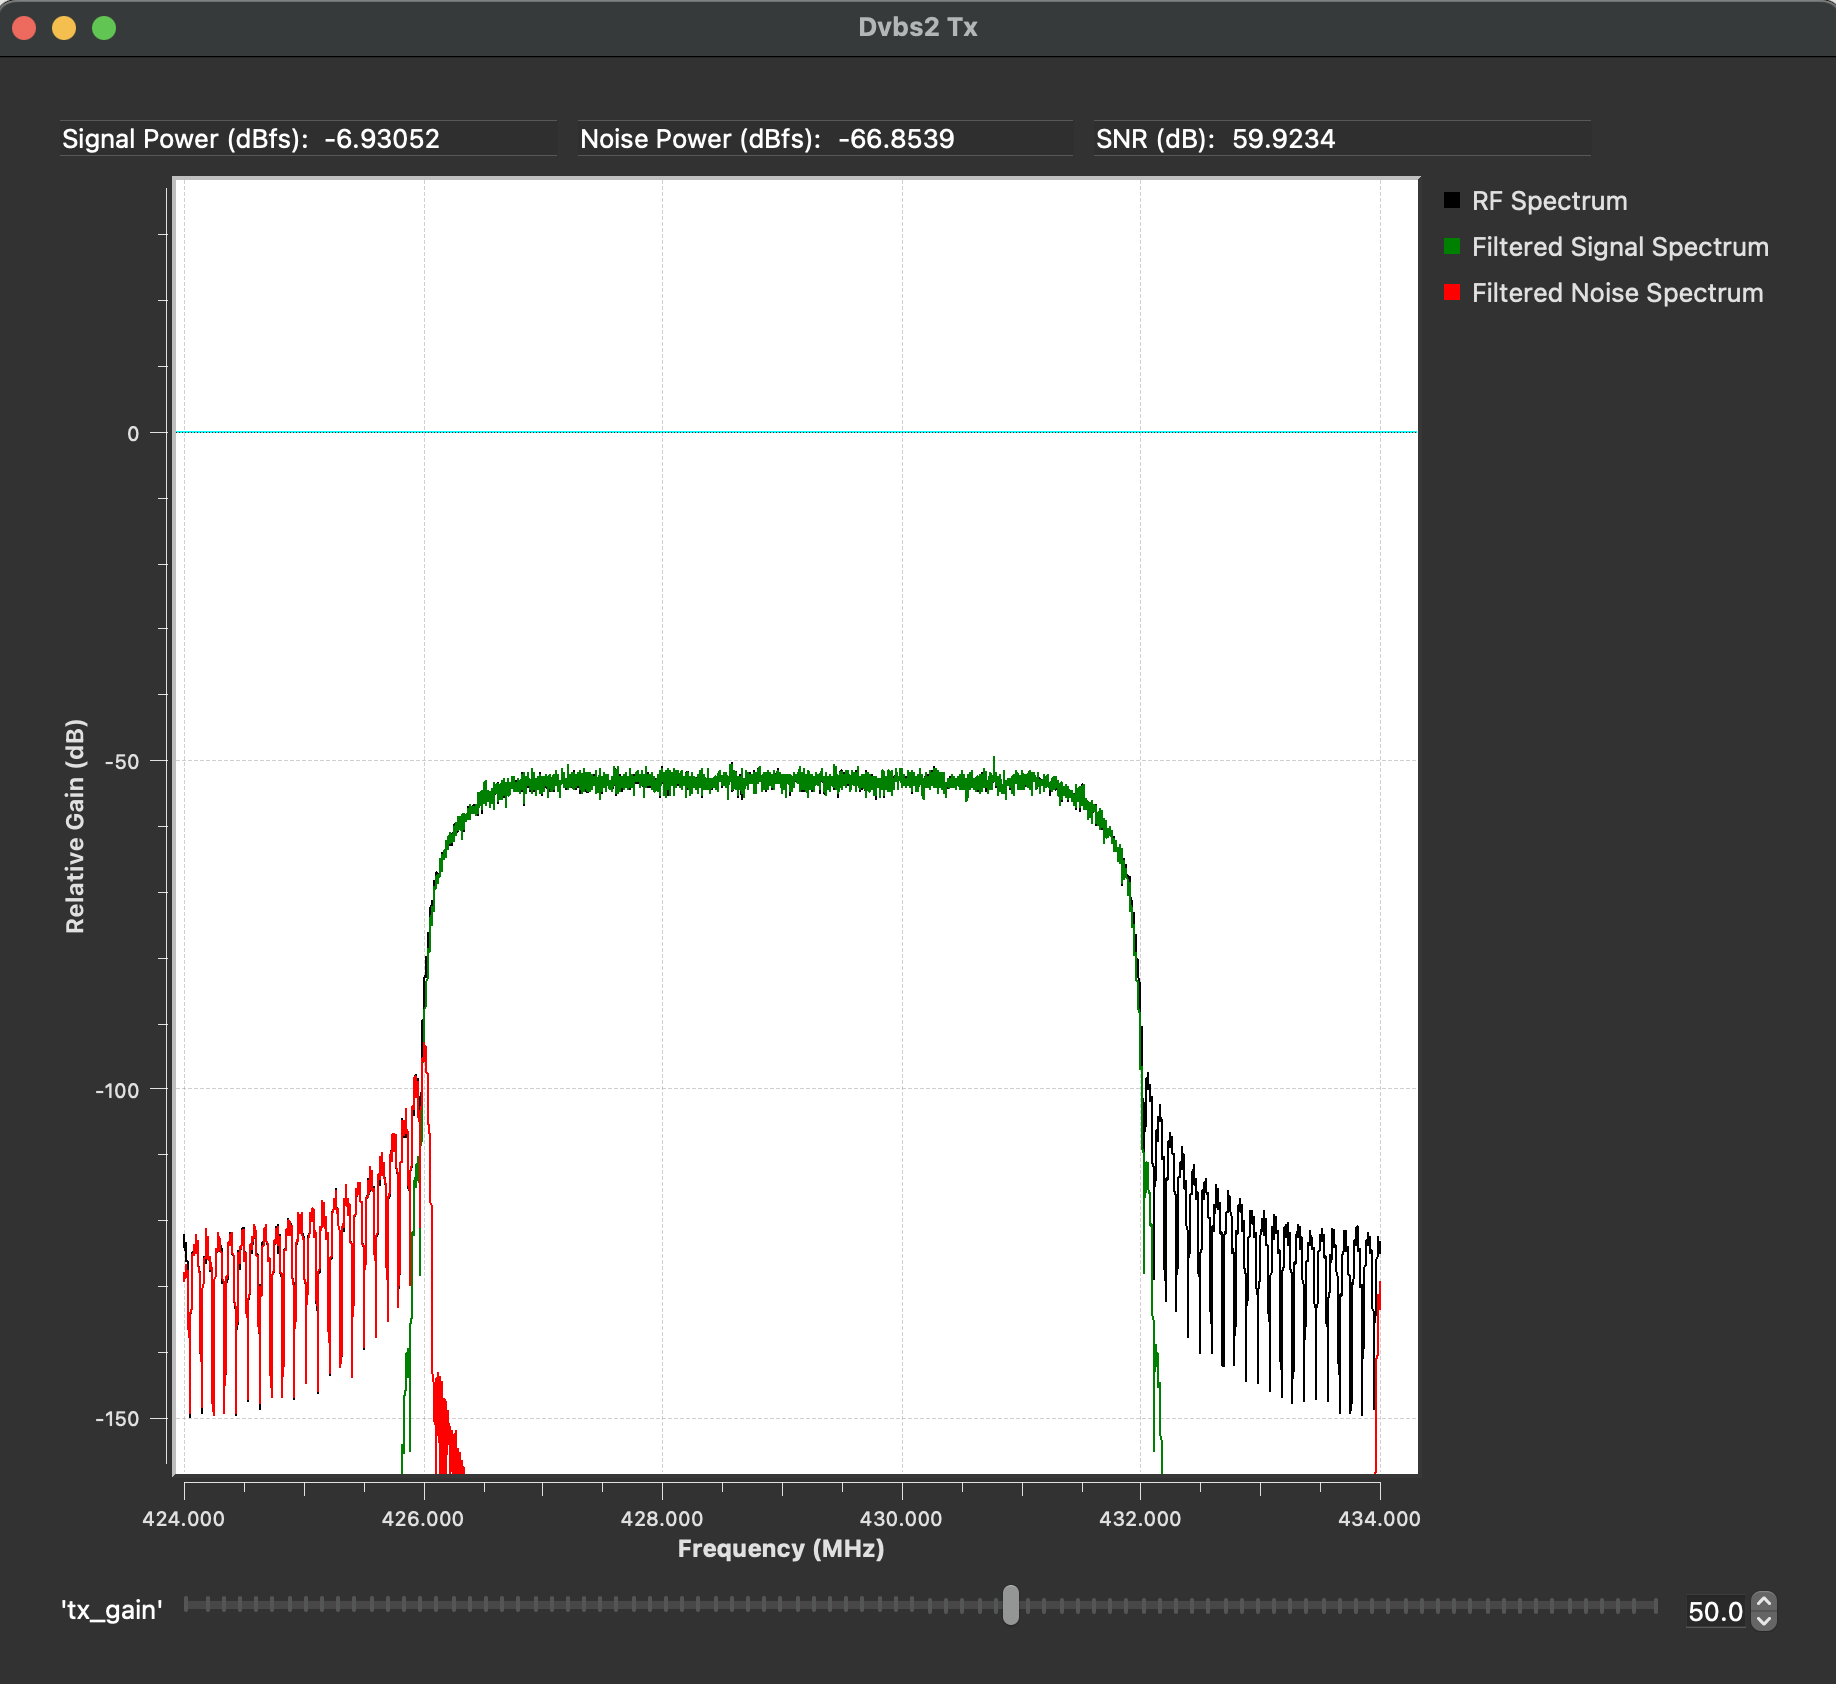 Dvbs2 Tx
Signal Power (dBfs): -6.93052
Noise Power (dBfs): -66.8539
SNR (dB): 59.9234
RF Spectrum
Filtered Signal Spectrum
Filtered Noise Spectrum
0
-50
-100
-150
Relative Gain (dB)
424.000
426.000
428.000
430.000
432.000
434.000
Frequency (MHz)
'tx_gain'
50.0